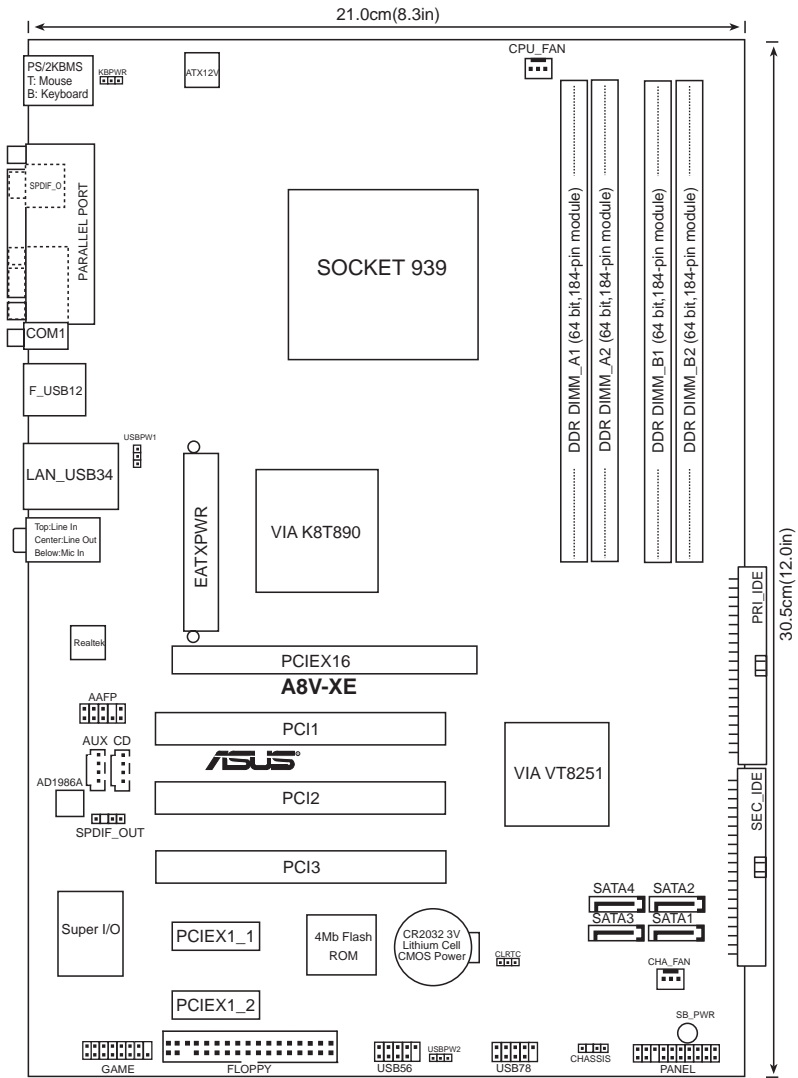 21.0cm(8.3in)
CPU_FAN
PS/2KBMS
T: Mouse
B: Keyboard
KBPWR
ATX12V
SPDIF_O
PARALLEL PORT
SOCKET 939
DDR DIMM_A1 (64 bit,184-pin module)
DDR DIMM_A2 (64 bit,184-pin module)
DDR DIMM_B1 (64 bit,184-pin module)
DDR DIMM_B2 (64 bit,184-pin module)
COM1
F_USB12
USBPW1
LAN_USB34
Top:Line In
Center:Line Out
Below:Mic In
EATXPWR
VIA K8T890
PRI_IDE
30.5cm(12.0in)
Realtek
PCIEX16
A8V-XE
AAFP
PCI1
AUX CD
ASUS
VIA VT8251
AD1986A
PCI2
SEC_IDE
SPDIF_OUT
PCI3
SATA4 SATA2
SATA3 SATA1
Super I/O
PCIEX1_1
4Mb Flash
ROM
CR2032 3V
Lithium Cell
CMOS Power
CLRTC
CHA_FAN
PCIEX1_2
SB_PWR
GAME
FLOPPY
USB56
USBPW2
USB78
CHASSIS
PANEL